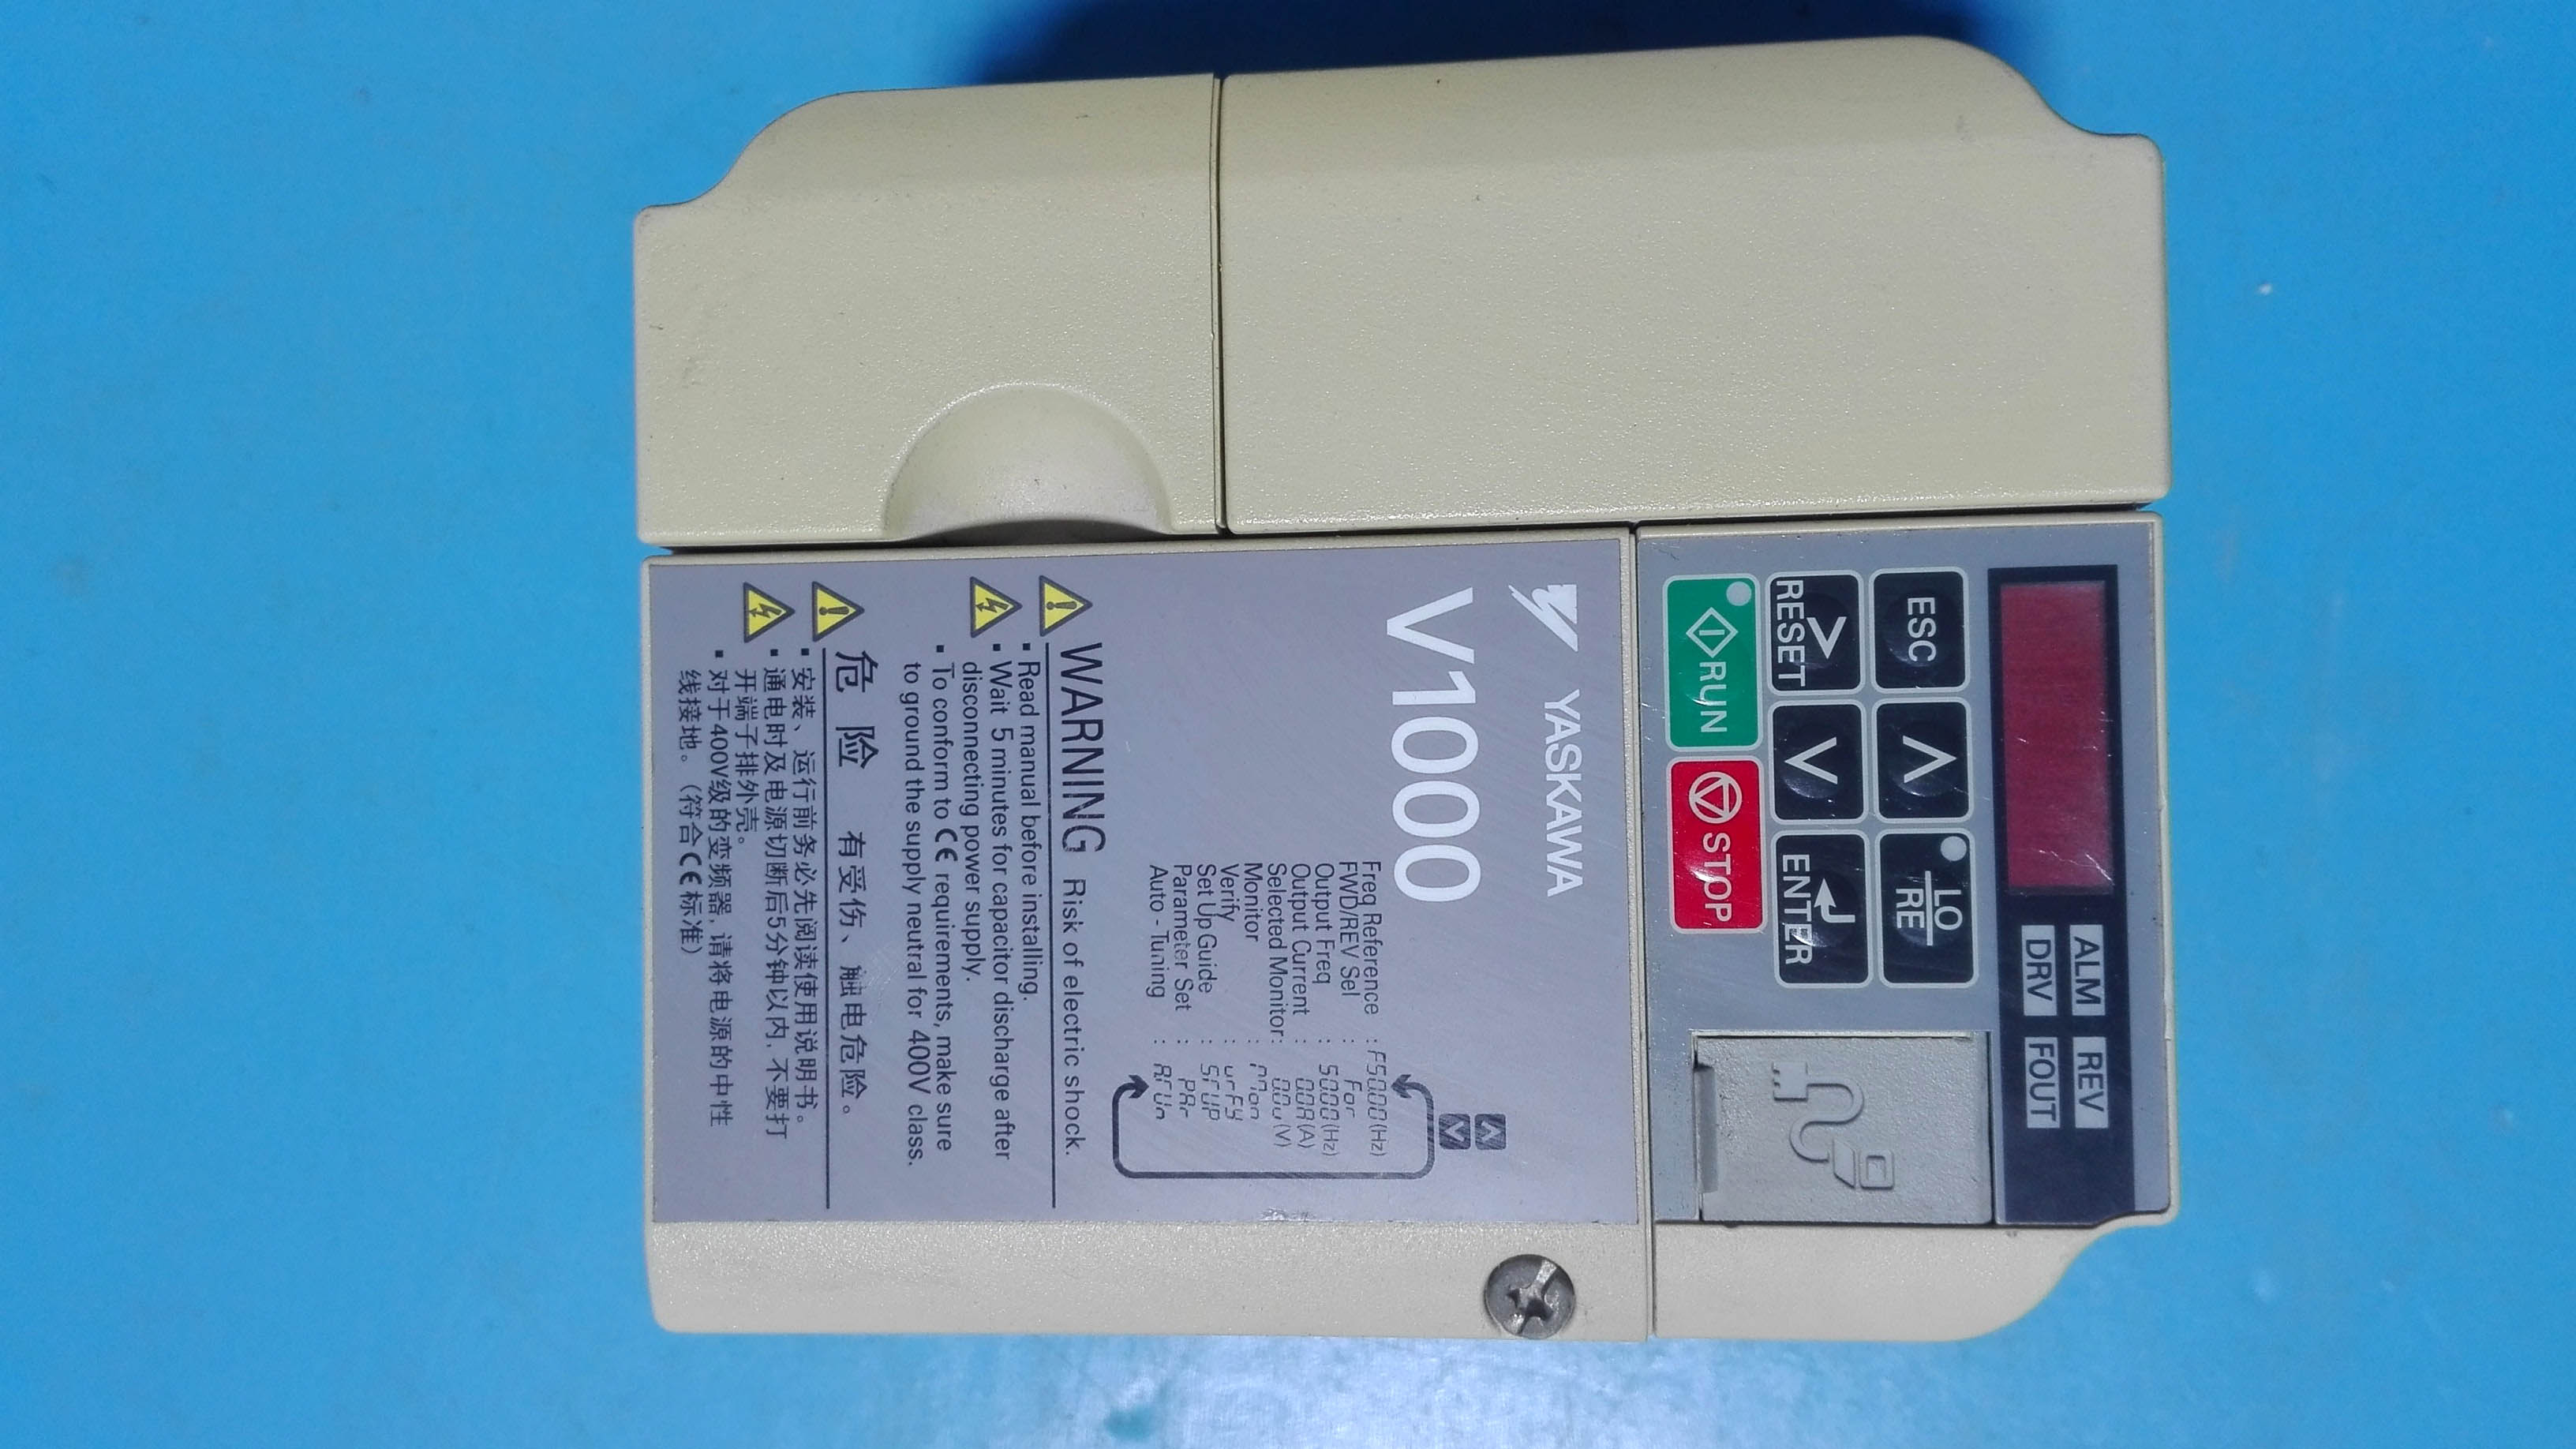 ALM
REV
DRV
FOUT
ESC
LO
RE
RESET
ENTER
RUN
STOP
YASKAWA
V1000
Freq Reference : F50.00 (Hz)
FWD/REV Sel : For
Output Freq : 50.00 (Hz)
Output Current : 0.00A (A)
Selected Monitor : 0.0v (V)
Monitor : Mon
Verify : vrFy
Set Up Guide : STUP
Parameter Set : PAr
Auto - Tuning : ATUn
WARNING Risk of electric shock.
▪ Read manual before installing.
▪ Wait 5 minutes for capacitor discharge after
disconnecting power supply.
▪ To conform to CE requirements, make sure
to ground the supply neutral for 400V class.
危 险 有受伤、触电危险。
▪ 安装、运行前务必先阅读使用说明书。
▪ 通电时及电源切断后5分钟以内,不要打
开端子排外壳。
▪ 对于400V级的变频器,请将电源的中性
线接地。（符合CE标准）